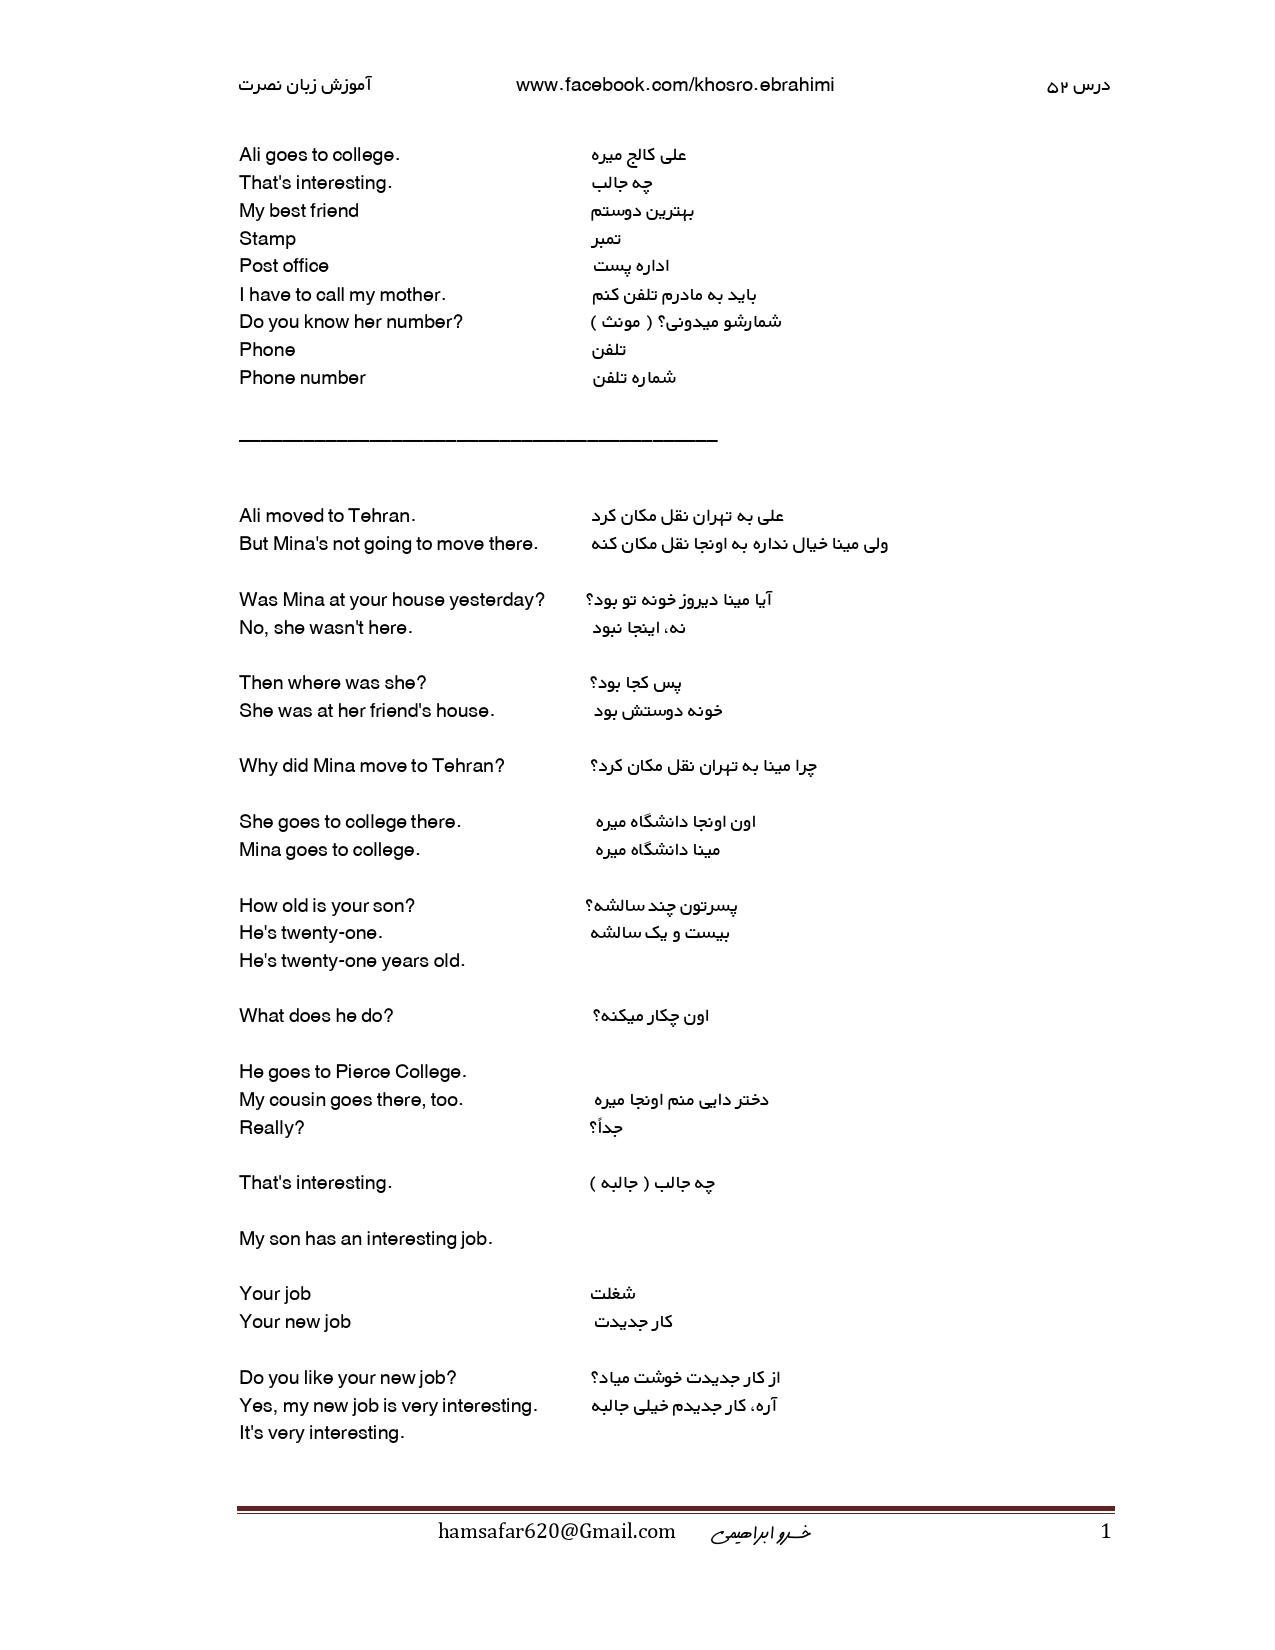 آموزش زبان نصرت www.facebook.com/khosro.ebrahimi درس ۵۲
Ali goes to college. علی کالج میره
That's interesting. چه جالب
My best friend بهترین دوستم
Stamp تمبر
Post office اداره پست
I have to call my mother. باید به مادرم تلفن کنم
Do you know her number? شمارشو میدونی؟ ( مونث )
Phone تلفن
Phone number شماره تلفن
____________________________________________
Ali moved to Tehran. علی به تهران نقل مکان کرد
But Mina's not going to move there. ولی مینا خیال نداره به اونجا نقل مکان کنه
Was Mina at your house yesterday? آیا مینا دیروز خونه تو بود؟
No, she wasn't here. نه، اینجا نبود
Then where was she? پس کجا بود؟
She was at her friend's house. خونه دوستش بود
Why did Mina move to Tehran? چرا مینا به تهران نقل مکان کرد؟
She goes to college there. اون اونجا دانشگاه میره
Mina goes to college. مینا دانشگاه میره
How old is your son? پسرتون چند سالشه؟
He's twenty-one. بیست و یک سالشه
He's twenty-one years old.
What does he do? اون چکار میکنه؟
He goes to Pierce College.
My cousin goes there, too. دختر دایی منم اونجا میره
Really? جداً؟
That's interesting. چه جالب ( جالبه )
My son has an interesting job.
Your job شغلت
Your new job کار جدیدت
Do you like your new job? از کار جدیدت خوشت میاد؟
Yes, my new job is very interesting. آره، کار جدیدم خیلی جالبه
It's very interesting.
hamsafar620@Gmail.com خسرو ابراهیمی 1